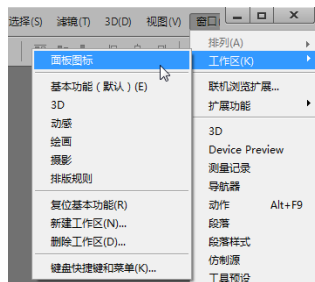 选择(S) 滤镜(T) 3D(D) 视图(V) 窗口
排列(A)
工作区(K)
联机浏览扩展...
扩展功能
3D
Device Preview
测量记录
导航器
动作 Alt+F9
段落
段落样式
仿制源
工具预设
面板图标
基本功能（默认）(E)
3D
动感
绘画
摄影
排版规则
复位基本功能(R)
新建工作区(N)...
删除工作区(D)...
键盘快捷键和菜单(K)...